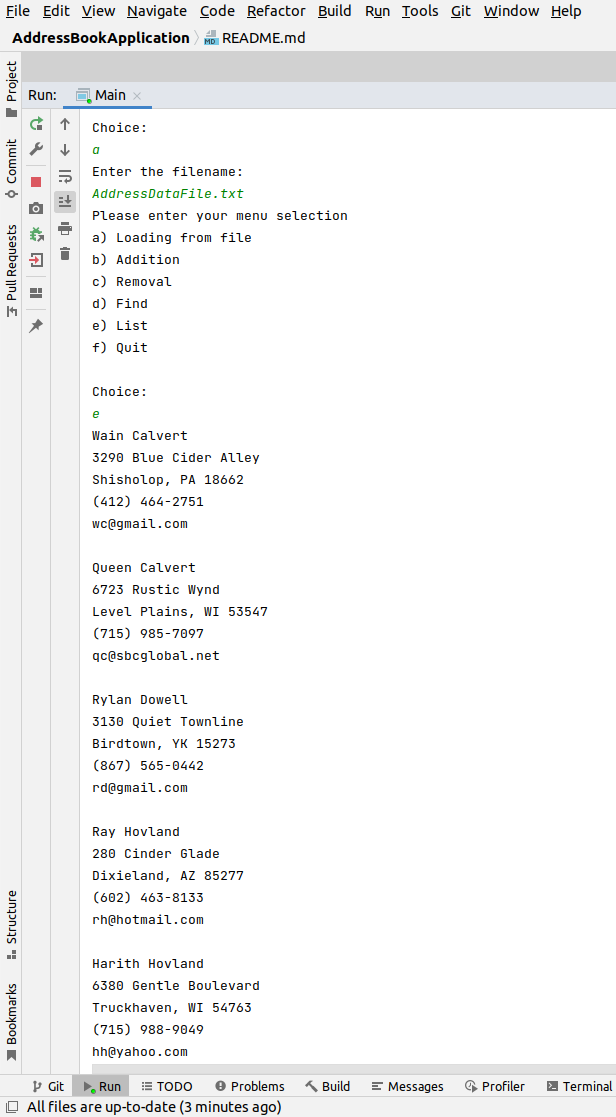 File Edit View Navigate Code Refactor Build Run Tools Git Window Help
AddressBookApplication README.md
Run: Main
Project
Commit
Pull Requests
Structure
Bookmarks
Choice:
a
Enter the filename:
AddressDataFile.txt
Please enter your menu selection
a) Loading from file
b) Addition
c) Removal
d) Find
e) List
f) Quit
Choice:
e
Wain Calvert
3290 Blue Cider Alley
Shisholop, PA 18662
(412) 464-2751
wc@gmail.com
Queen Calvert
6723 Rustic Wynd
Level Plains, WI 53547
(715) 985-7097
qc@sbcglobal.net
Rylan Dowell
3130 Quiet Townline
Birdtown, YK 15273
(867) 565-0442
rd@gmail.com
Ray Hovland
280 Cinder Glade
Dixieland, AZ 85277
(602) 463-8133
rh@hotmail.com
Harith Hovland
6380 Gentle Boulevard
Truckhaven, WI 54763
(715) 988-9049
hh@yahoo.com
Git Run TODO Problems Build Messages Profiler Terminal
All files are up-to-date (3 minutes ago)